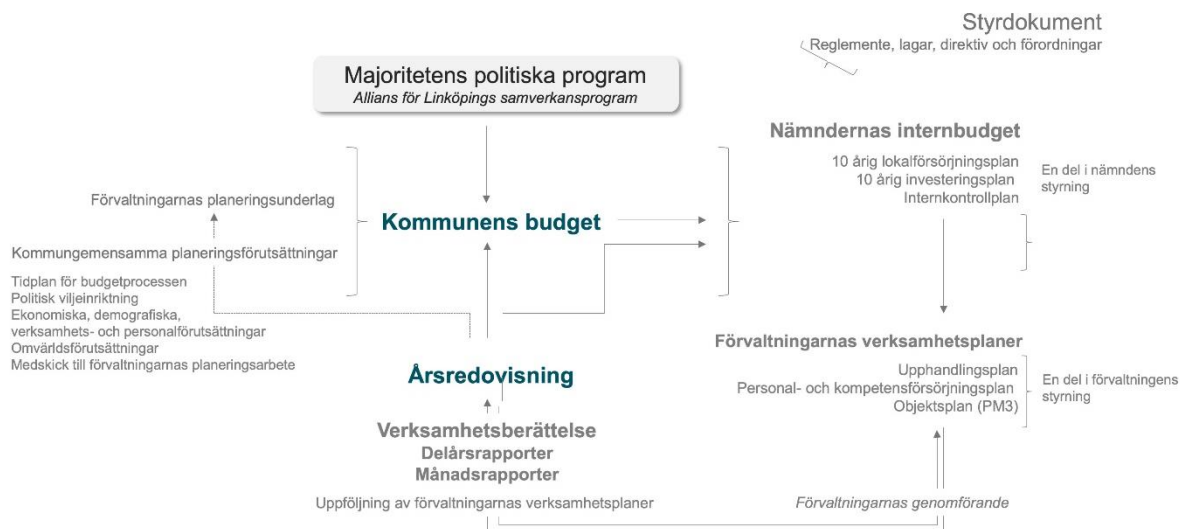 Styrdokument
Reglemente, lagar, direktiv och förordningar
Majoritetens politiska program
Allians för Linköpings samverkansprogram
Nämndernas internbudget
10 årig lokalförsörjningsplan
10 årig investeringsplan
Internkontrollplan
En del i nämndens
styrning
Förvaltningarnas planeringsunderlag
Kommunens budget
Kommungemensamma planeringsförutsättningar
Tidplan för budgetprocessen
Politisk viljeinriktning
Ekonomiska, demografiska,
verksamhets- och personalförutsättningar
Omvärldsförutsättningar
Medskick till förvaltningarnas planeringsarbete
Förvaltningarnas verksamhetsplaner
Upphandlingsplan
Personal- och kompetensförsörjningsplan
Objektsplan (PM3)
En del i förvaltningens
styrning
Årsredovisning
Verksamhetsberättelse
Delårsrapporter
Månadsrapporter
Uppföljning av förvaltningarnas verksamhetsplaner
Förvaltningarnas genomförande